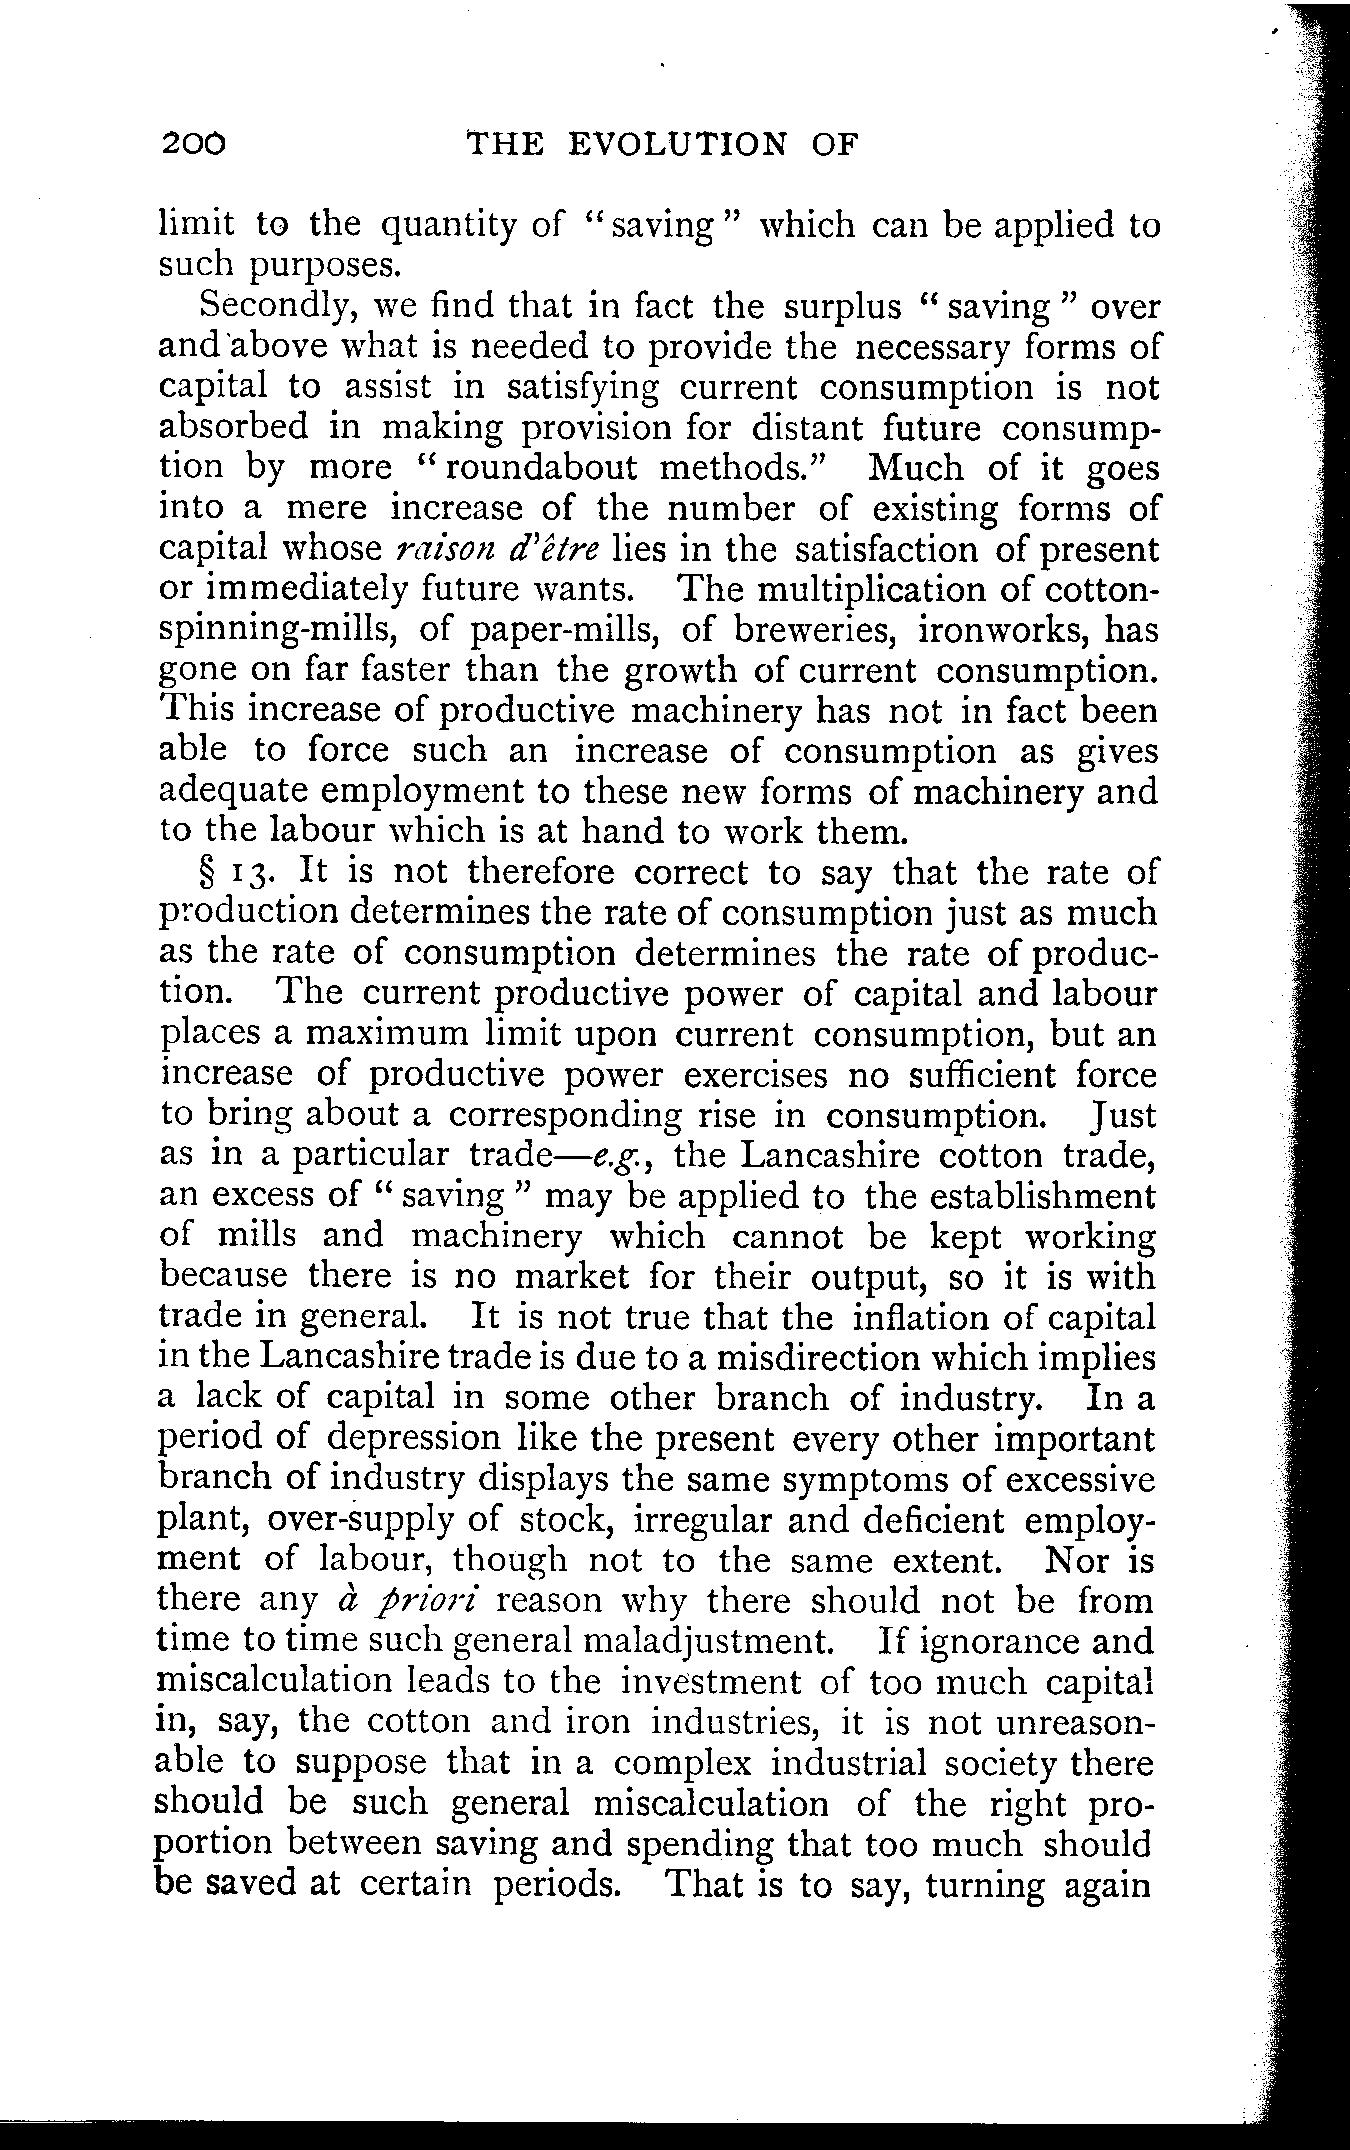 200 THE EVOLUTION OF
limit to the quantity of "saving" which can be applied to
such purposes.
Secondly, we find that in fact the surplus "saving" over
and above what is needed to provide the necessary forms of
capital to assist in satisfying current consumption is not
absorbed in making provision for distant future consump-
tion by more "roundabout methods." Much of it goes
into a mere increase of the number of existing forms of
capital whose raison d'être lies in the satisfaction of present
or immediately future wants. The multiplication of cotton-
spinning-mills, of paper-mills, of breweries, ironworks, has
gone on far faster than the growth of current consumption.
This increase of productive machinery has not in fact been
able to force such an increase of consumption as gives
adequate employment to these new forms of machinery and
to the labour which is at hand to work them.
§ 13. It is not therefore correct to say that the rate of
production determines the rate of consumption just as much
as the rate of consumption determines the rate of produc-
tion. The current productive power of capital and labour
places a maximum limit upon current consumption, but an
increase of productive power exercises no sufficient force
to bring about a corresponding rise in consumption. Just
as in a particular trade—e.g., the Lancashire cotton trade,
an excess of "saving" may be applied to the establishment
of mills and machinery which cannot be kept working
because there is no market for their output, so it is with
trade in general. It is not true that the inflation of capital
in the Lancashire trade is due to a misdirection which implies
a lack of capital in some other branch of industry. In a
period of depression like the present every other important
branch of industry displays the same symptoms of excessive
plant, over-supply of stock, irregular and deficient employ-
ment of labour, though not to the same extent. Nor is
there any à priori reason why there should not be from
time to time such general maladjustment. If ignorance and
miscalculation leads to the investment of too much capital
in, say, the cotton and iron industries, it is not unreason-
able to suppose that in a complex industrial society there
should be such general miscalculation of the right pro-
portion between saving and spending that too much should
be saved at certain periods. That is to say, turning again